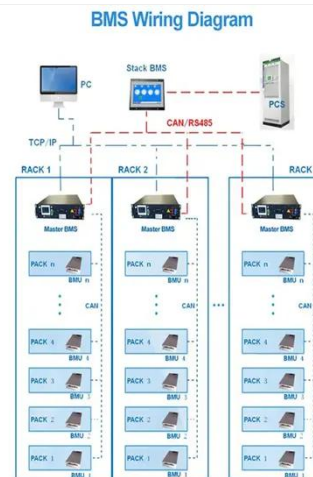 BMS Wiring Diagram
Stack BMS
PC
PCS
CAN/RS485
TCP/IP
RACK 1 RACK 2 RACK
Master BMS Master BMS Master BMS
PACK n PACK n PACK n
BMU n BMU n BMU n
CAN CAN CAN
PACK 4 PACK 4 PACK 4
BMU 4 BMU 4 BMU 4
PACK 3 PACK 3 PACK 3
BMU 3 BMU 3 BMU 3
PACK 2 PACK 2 PACK 2
BMU 2 BMU 2 BMU 2
PACK 1 PACK 1 PACK 1
BMU 1 BMU 1 BMU 1